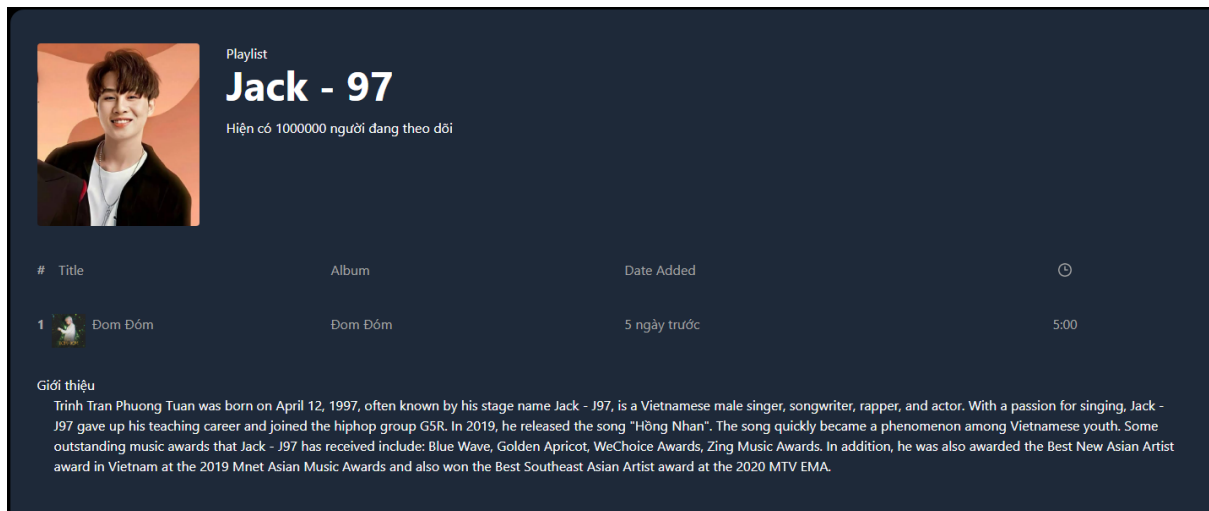 Playlist
Jack - 97
Hiện có 1000000 người đang theo dõi
# Title Album Date Added
1 Đom Đóm Đom Đóm 5 ngày trước 5:00
Giới thiệu
Trinh Tran Phuong Tuan was born on April 12, 1997, often known by his stage name Jack - J97, is a Vietnamese male singer, songwriter, rapper, and actor. With a passion for singing, Jack -
J97 gave up his teaching career and joined the hiphop group G5R. In 2019, he released the song "Hồng Nhan". The song quickly became a phenomenon among Vietnamese youth. Some
outstanding music awards that Jack - J97 has received include: Blue Wave, Golden Apricot, WeChoice Awards, Zing Music Awards. In addition, he was also awarded the Best New Asian Artist
award in Vietnam at the 2019 Mnet Asian Music Awards and also won the Best Southeast Asian Artist award at the 2020 MTV EMA.